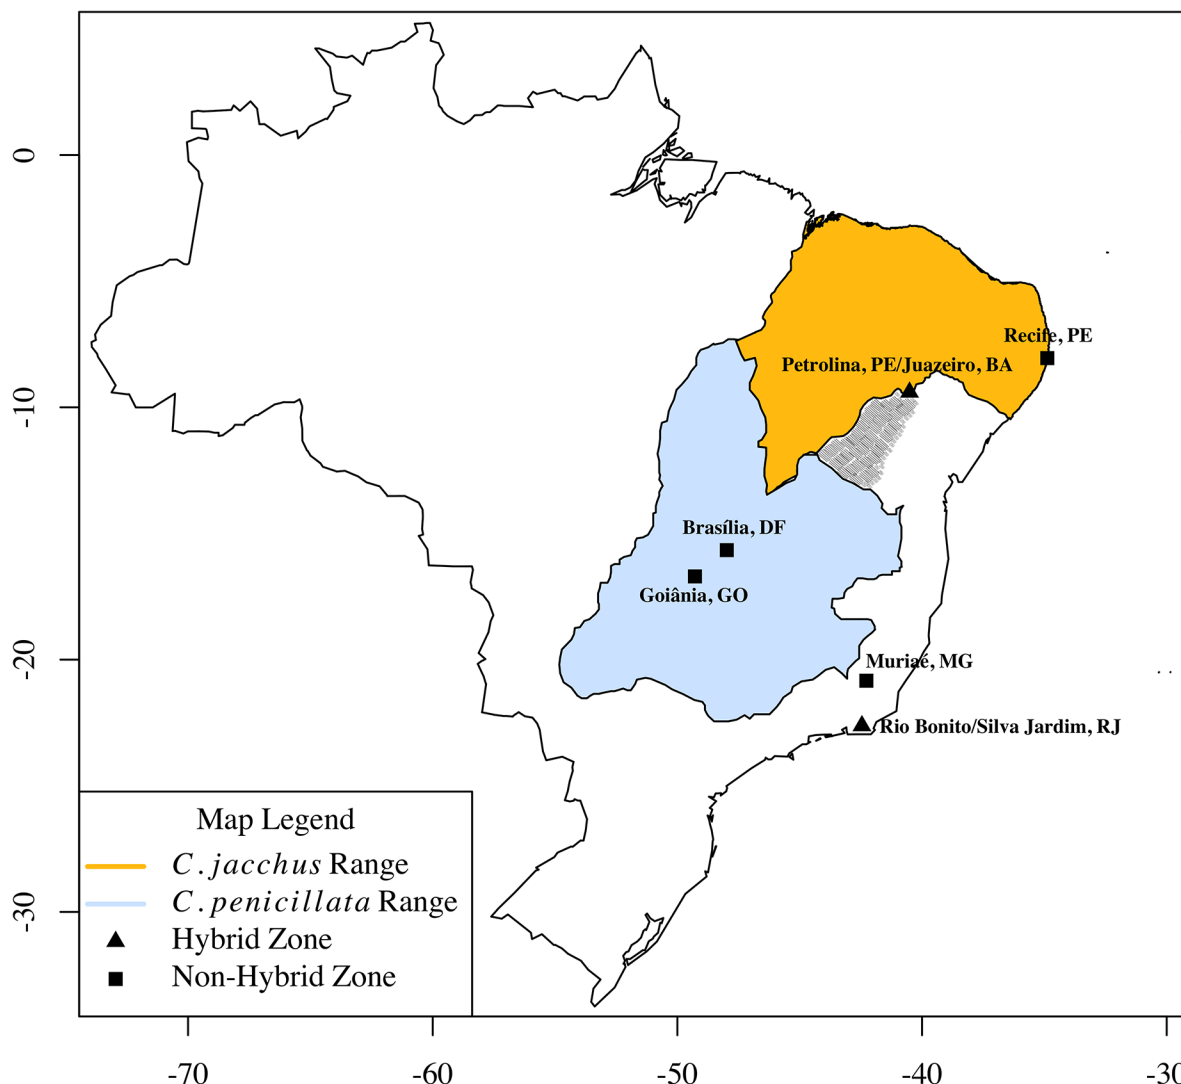 0
-10
-20
-30
Recife, PE
Petrolina, PE/Juazeiro, BA
Brasília, DF
Goiânia, GO
Muriaé, MG
Rio Bonito/Silva Jardim, RJ
Map Legend
C. jacchus Range
C. penicillata Range
Hybrid Zone
Non-Hybrid Zone
-70 -60 -50 -40 -30